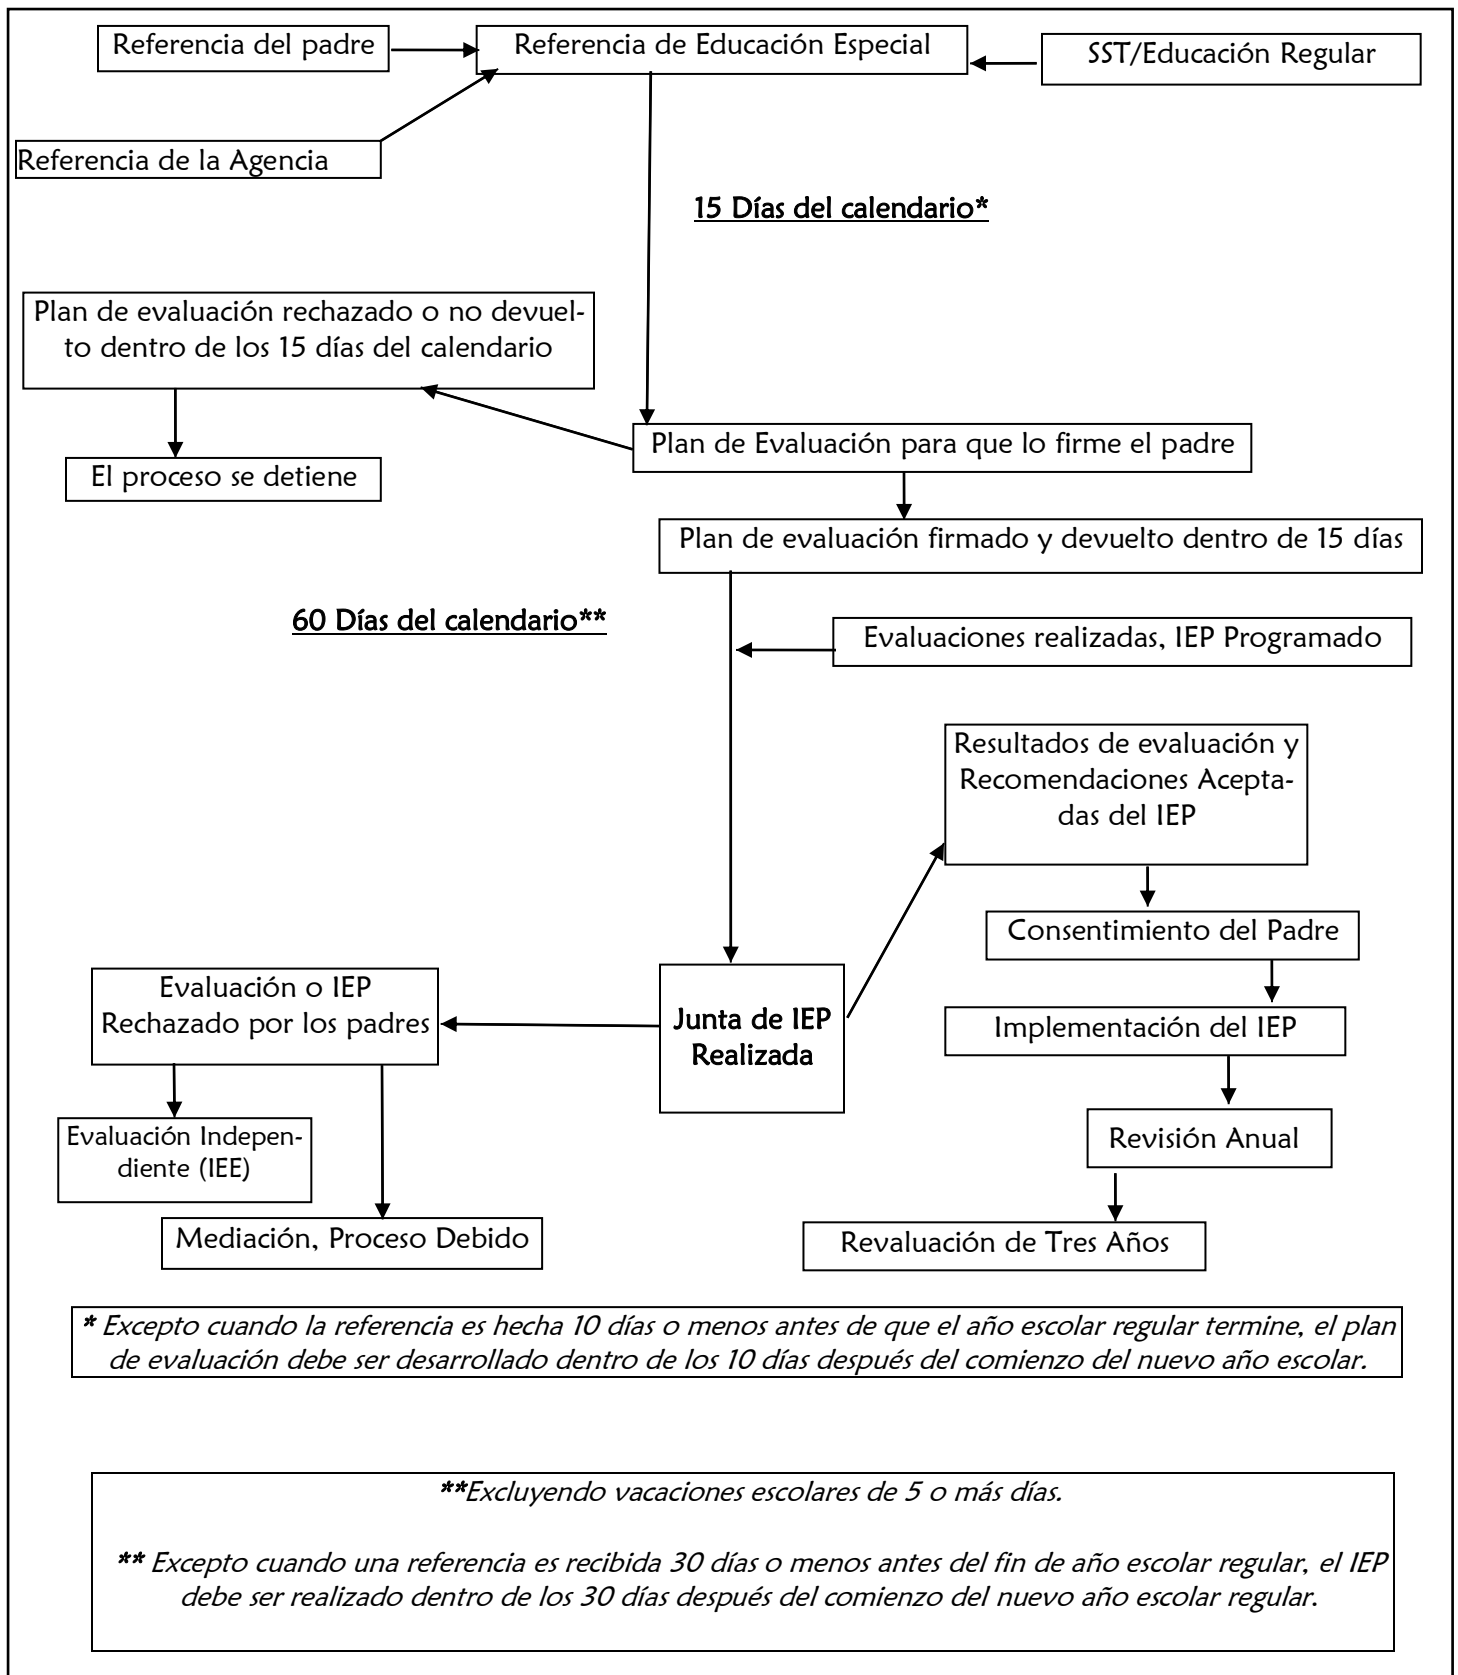 Referencia del padre
Referencia de Educación Especial
SST/Educación Regular
Referencia de la Agencia
15 Días del calendario*
Plan de evaluación rechazado o no devuel-
to dentro de los 15 días del calendario
Plan de Evaluación para que lo firme el padre
El proceso se detiene
Plan de evaluación firmado y devuelto dentro de 15 días
60 Días del calendario**
Evaluaciones realizadas, IEP Programado
Resultados de evaluación y
Recomendaciones Acepta-
das del IEP
Consentimiento del Padre
Evaluación o IEP
Rechazado por los padres
Junta de IEP
Realizada
Implementación del IEP
Evaluación Indepen-
diente (IEE)
Revisión Anual
Mediación, Proceso Debido
Revaluación de Tres Años
* Excepto cuando la referencia es hecha 10 días o menos antes de que el año escolar regular termine, el plan
de evaluación debe ser desarrollado dentro de los 10 días después del comienzo del nuevo año escolar.
**Excluyendo vacaciones escolares de 5 o más días.
** Excepto cuando una referencia es recibida 30 días o menos antes del fin de año escolar regular, el IEP
debe ser realizado dentro de los 30 días después del comienzo del nuevo año escolar regular.